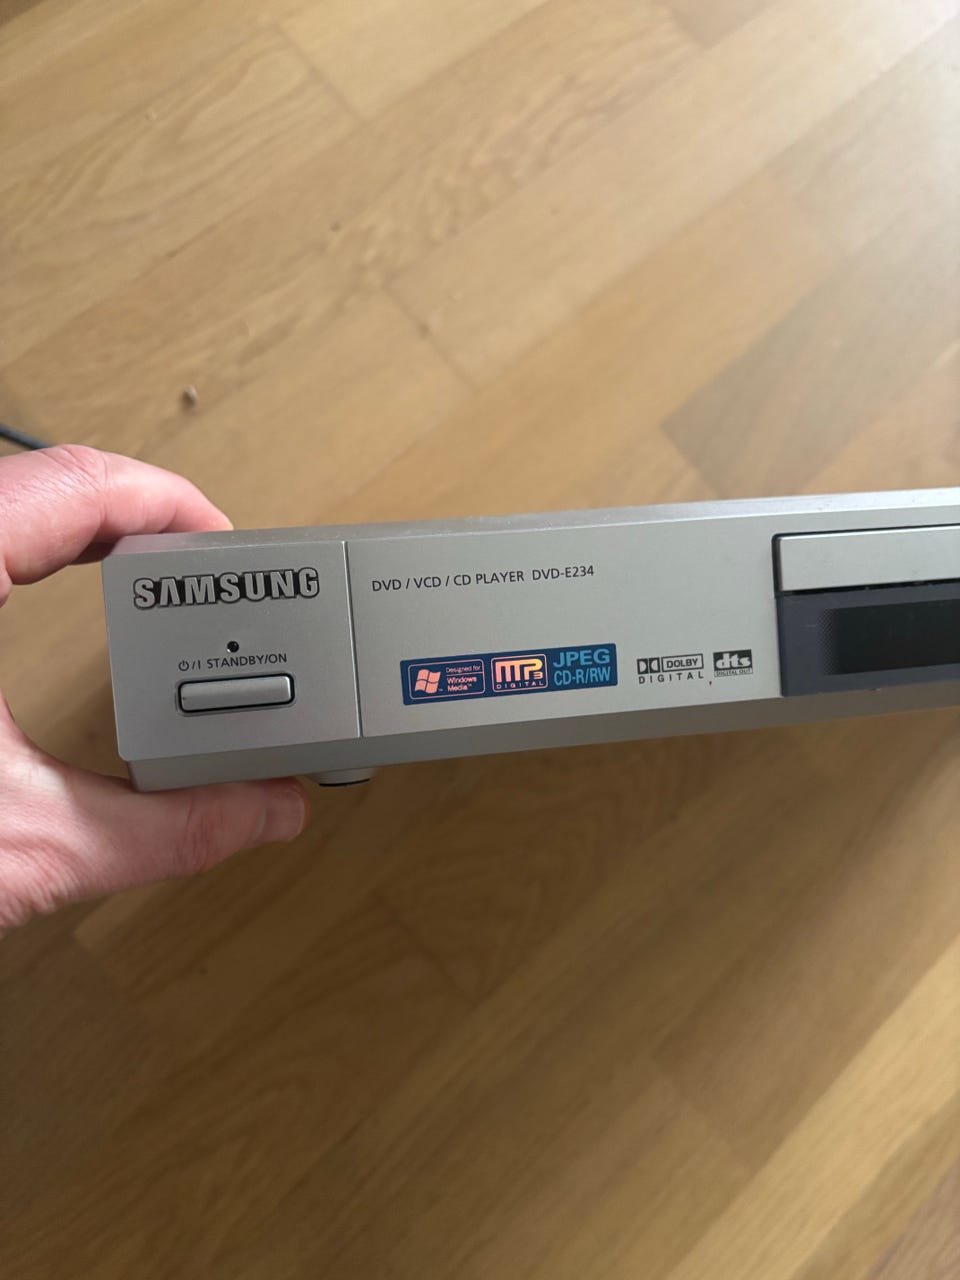 SAMSUNG
⏻/I STANDBY/ON
DVD / VCD / CD PLAYER DVD-E234
Designed for
Windows
Media™
MP3
DIGITAL
JPEG
CD-R/RW
DOLBY
DIGITAL
dts
DIGITAL OUT